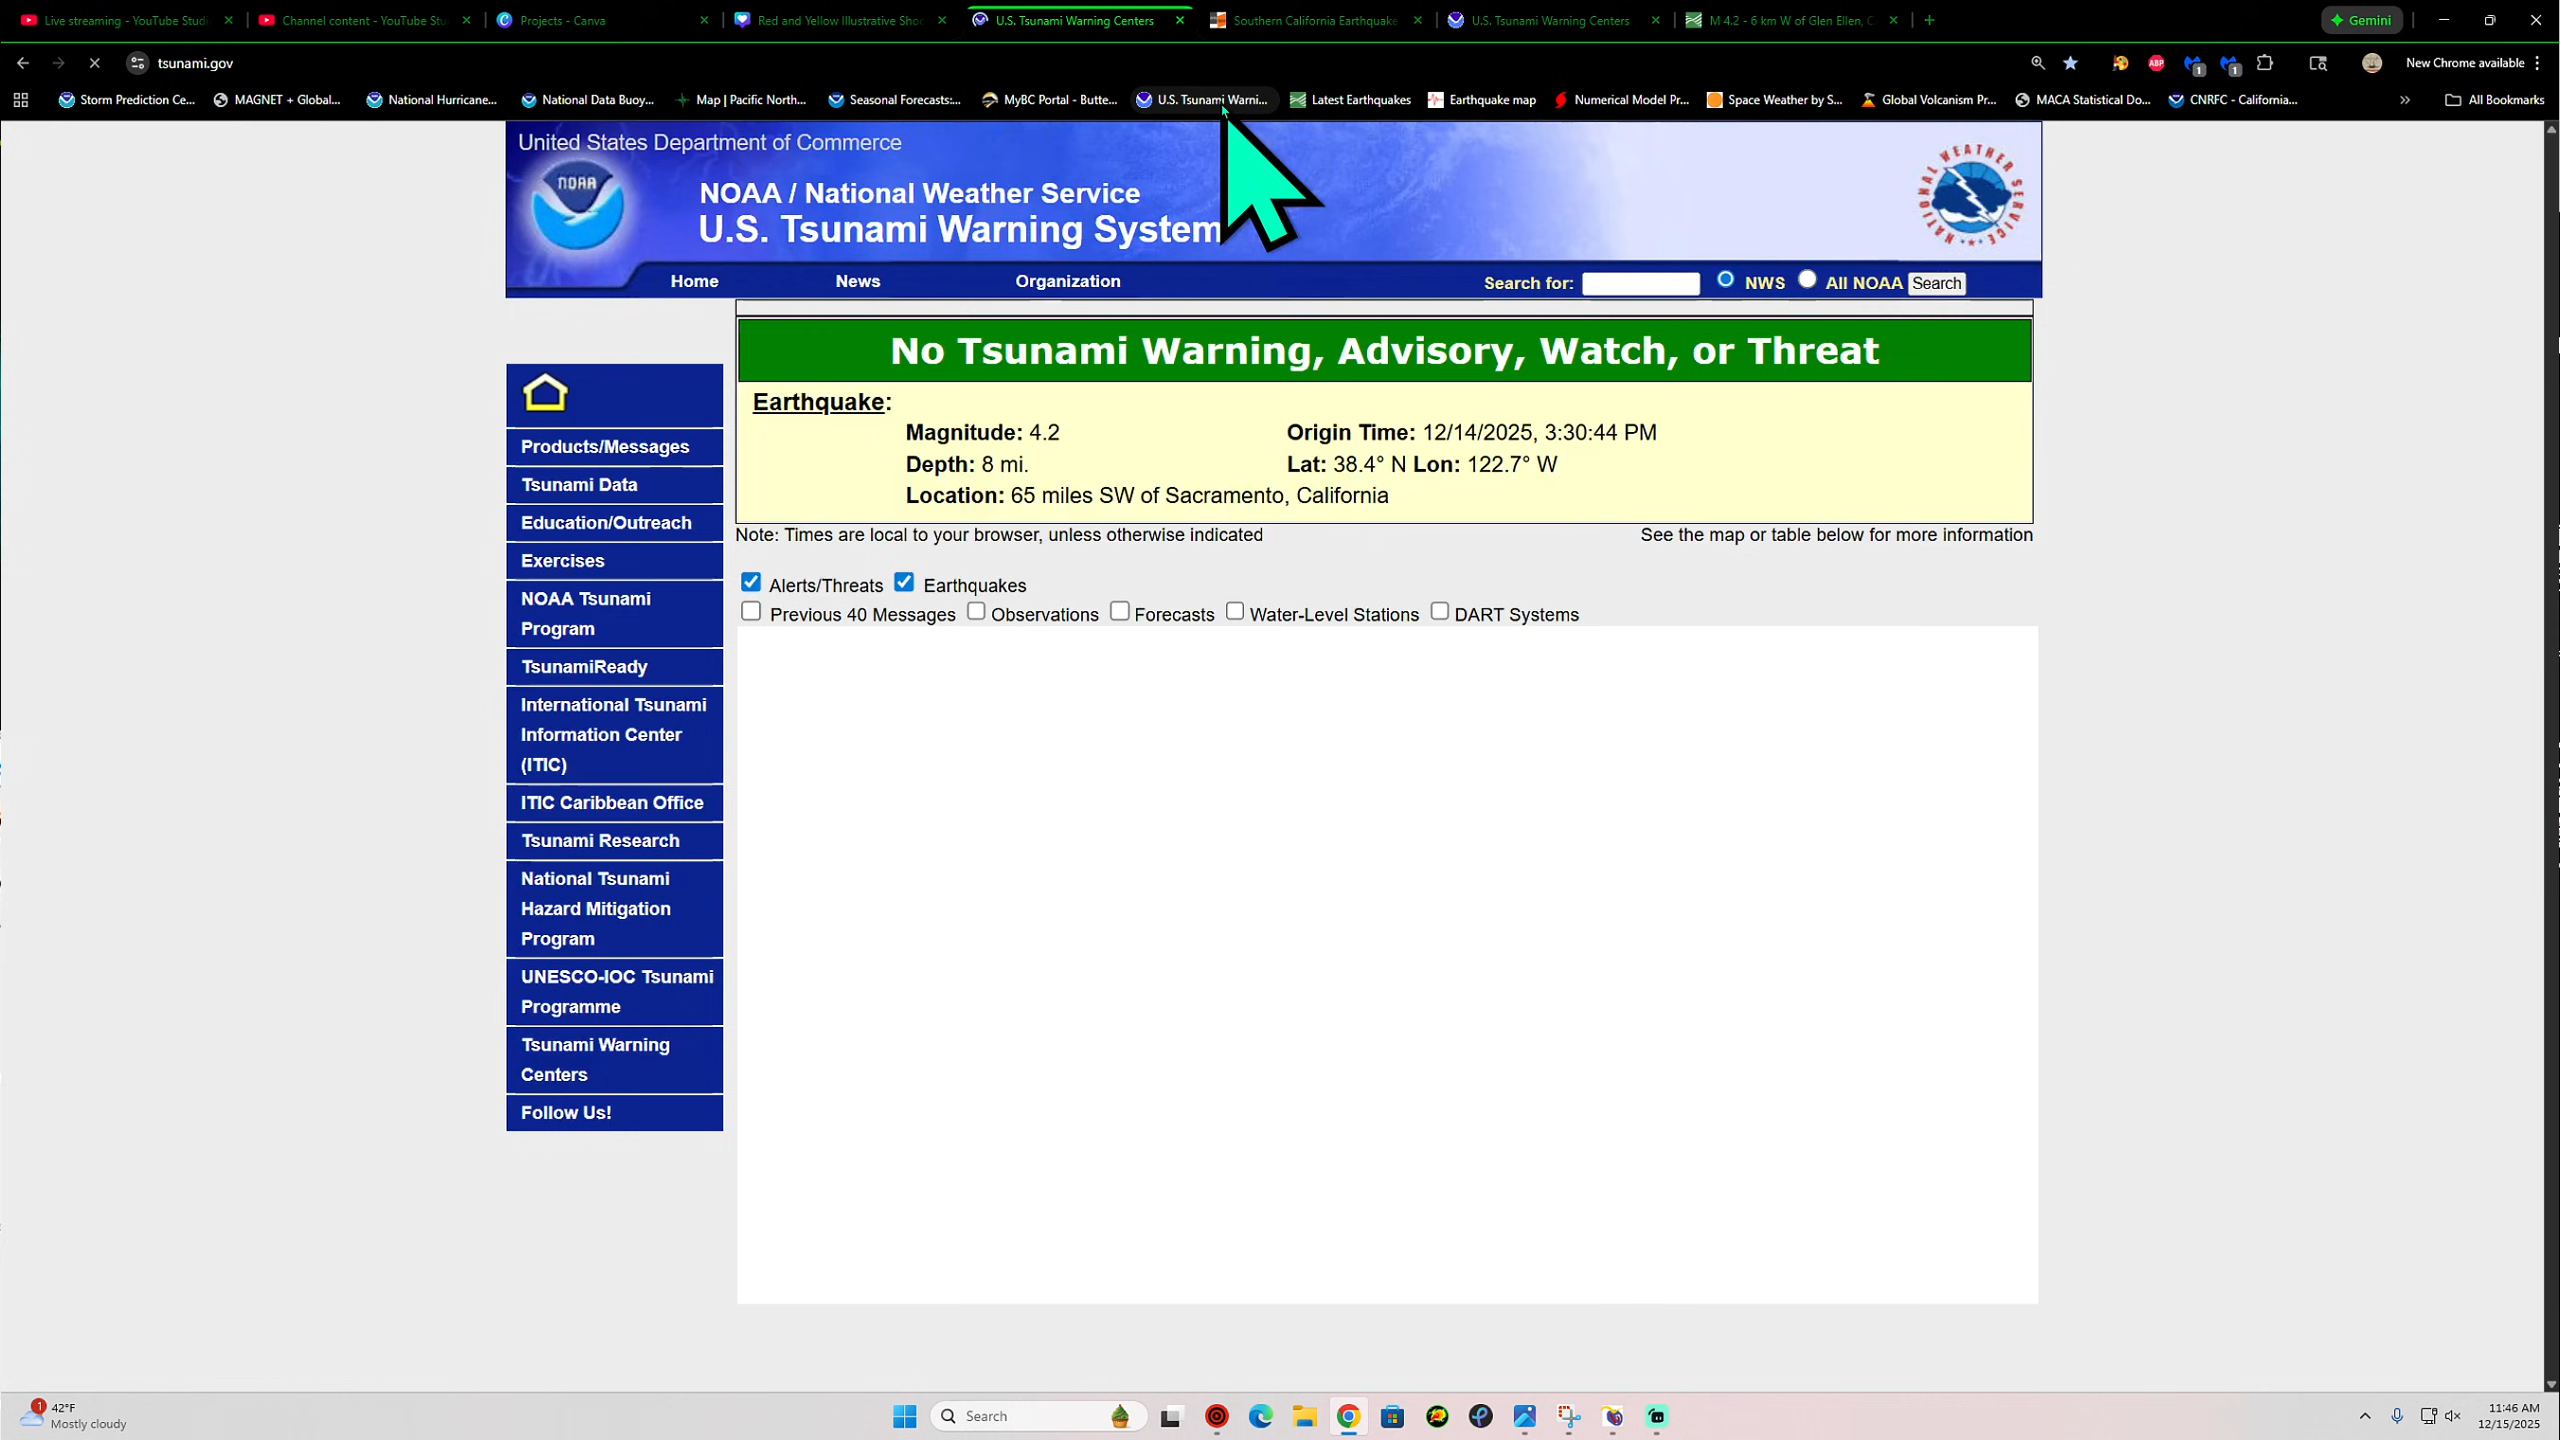 Live streaming - YouTube Studi
Channel content - YouTube Stu
Projects - Canva
Red and Yellow Illustrative Shoc
U.S. Tsunami Warning Centers
Southern California Earthquake
U.S. Tsunami Warning Centers
M 4.2 - 6 km W of Glen Ellen, C
Gemini
tsunami.gov
ABP
1
1
New Chrome available
Storm Prediction Ce...
MAGNET + Global...
National Hurricane...
National Data Buoy...
Map | Pacific North...
Seasonal Forecasts:...
MyBC Portal - Butte...
U.S. Tsunami Warni...
Latest Earthquakes
Earthquake map
Numerical Model Pr...
Space Weather by S...
Global Volcanism Pr...
MACA Statistical Do...
CNRFC - California...
All Bookmarks
United States Department of Commerce
NOAA
NOAA / National Weather Service
U.S. Tsunami Warning System
NATIONAL WEATHER SERVICE
Home
News
Organization
Search for:
NWS
All NOAA
Search
No Tsunami Warning, Advisory, Watch, or Threat
Earthquake:
Magnitude: 4.2
Origin Time: 12/14/2025, 3:30:44 PM
Depth: 8 mi.
Lat: 38.4° N Lon: 122.7° W
Location: 65 miles SW of Sacramento, California
Note: Times are local to your browser, unless otherwise indicated
See the map or table below for more information
Alerts/Threats
Earthquakes
Previous 40 Messages
Observations
Forecasts
Water-Level Stations
DART Systems
Products/Messages
Tsunami Data
Education/Outreach
Exercises
NOAA Tsunami
Program
TsunamiReady
International Tsunami
Information Center
(ITIC)
ITIC Caribbean Office
Tsunami Research
National Tsunami
Hazard Mitigation
Program
UNESCO-IOC Tsunami
Programme
Tsunami Warning
Centers
Follow Us!
1
42°F
Mostly cloudy
Search
11:46 AM
12/15/2025